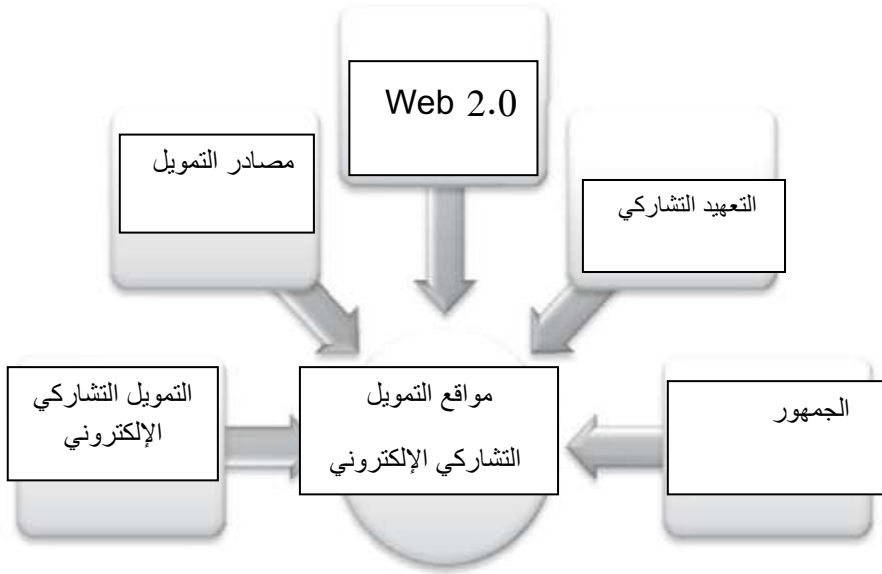 Web 2.0
مصادر التمويل
التعهيد التشاركي
التمويل التشاركي
الإلكتروني
مواقع التمويل
التشاركي الإلكتروني
الجمهور